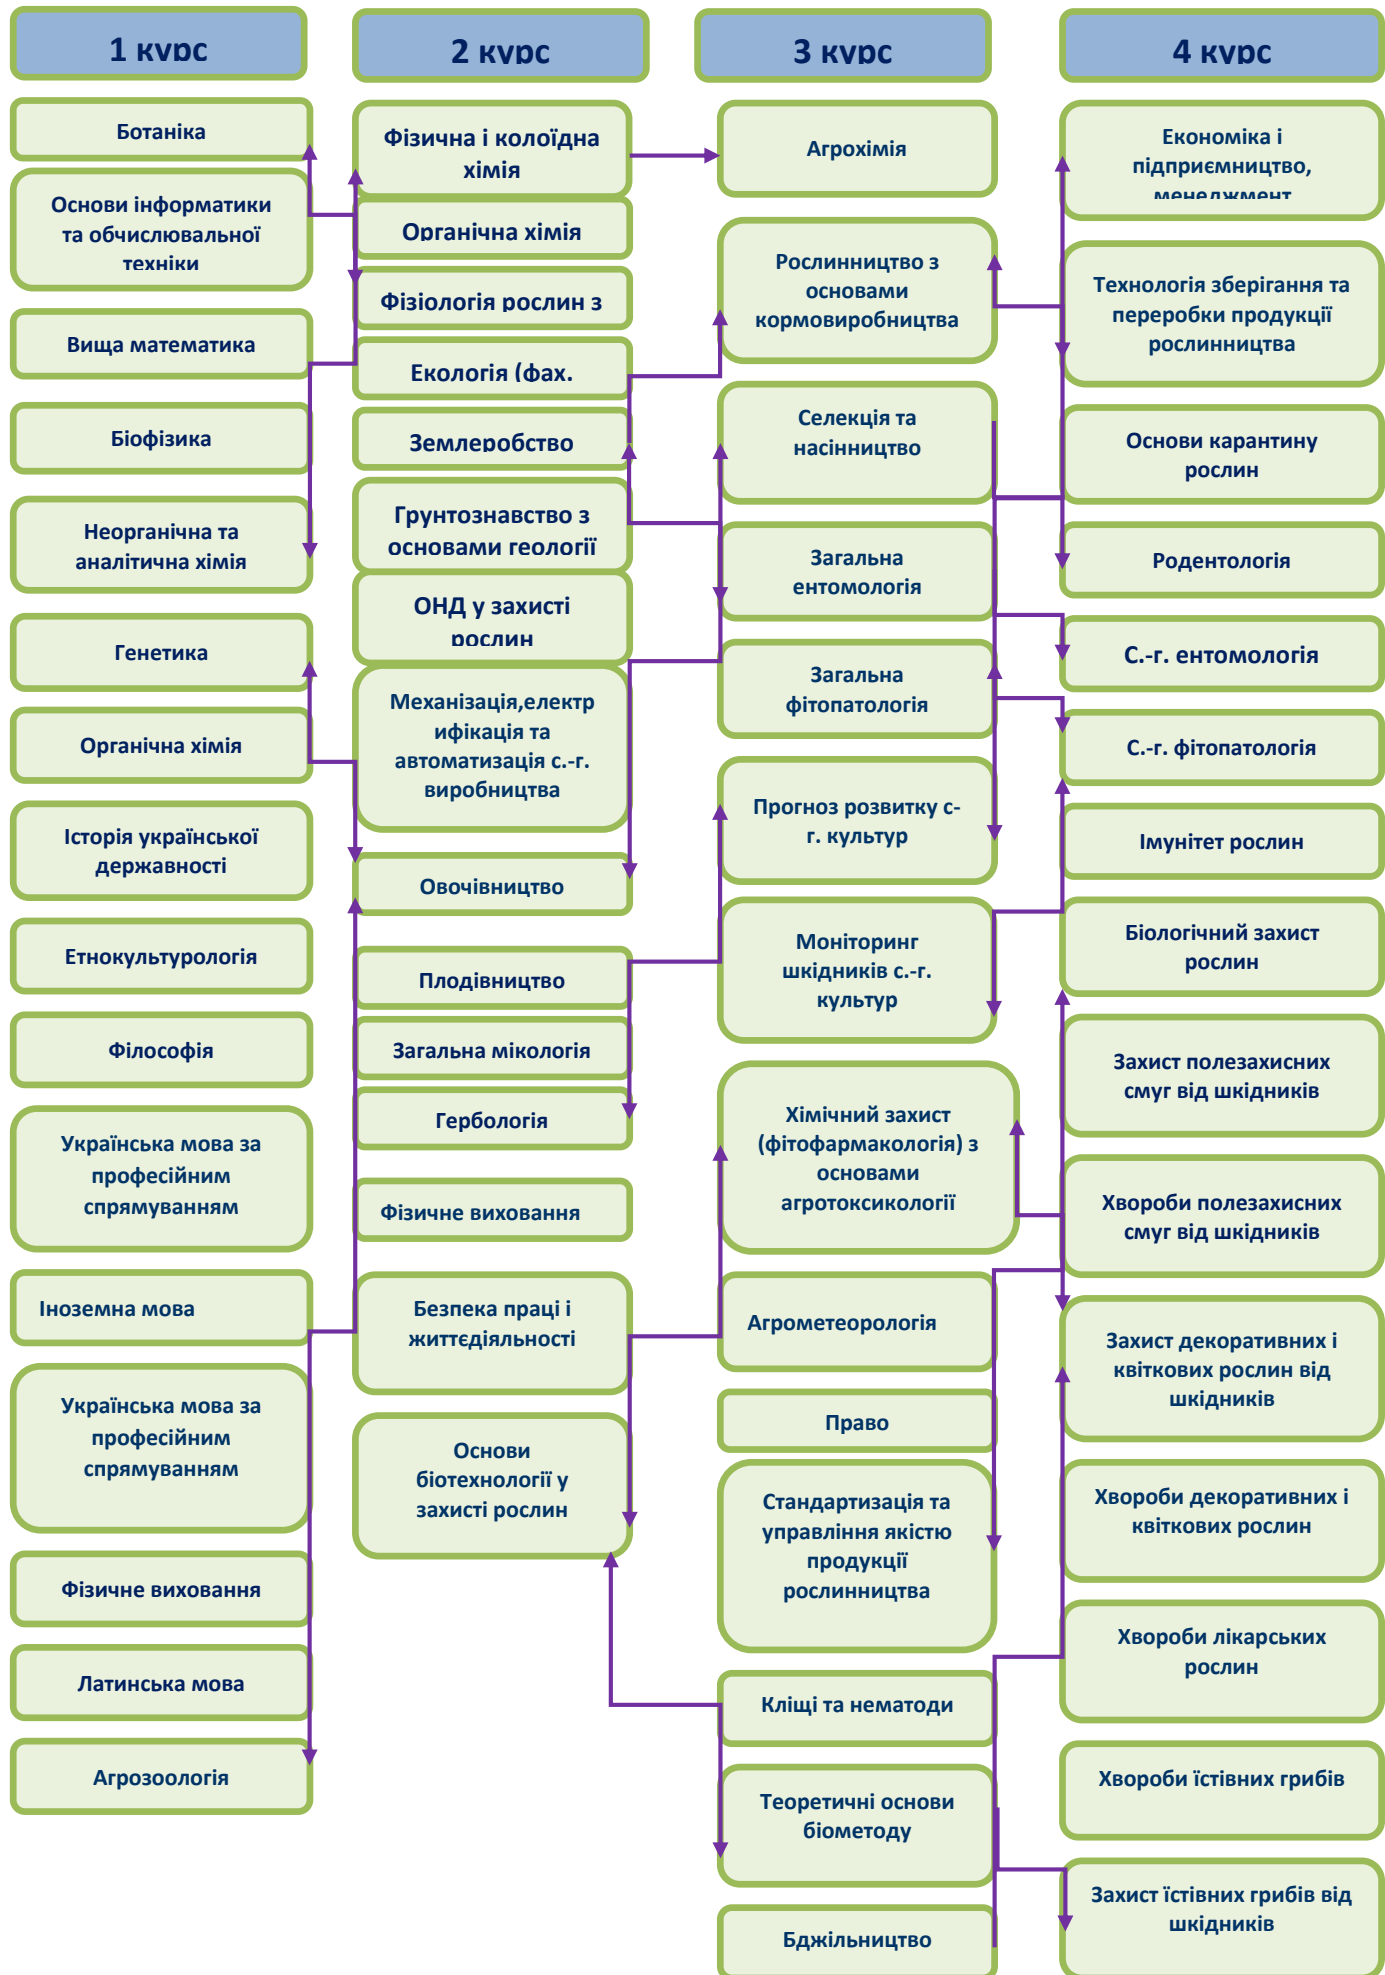 1 курс
Ботаніка
Основи інформатики
та обчислювальної
техніки
Вища математика
Біофізика
Неорганічна та
аналітична хімія
Генетика
Органічна хімія
Історія української
державності
Етнокультурологія
Філософія
Українська мова за
професійним
спрямуванням
Іноземна мова
Українська мова за
професійним
спрямуванням
Фізичне виховання
Латинська мова
Агрозоологія
2 курс
Фізична і колоїдна
хімія
Органічна хімія
Фізіологія рослин з
Екологія (фах.
Землеробство
Грунтознавство з
основами геології
ОНД у захисті
рослин
Механізація,електр
ифікація та
автоматизація с.-г.
виробництва
Овочівництво
Плодівництво
Загальна мікологія
Гербологія
Фізичне виховання
Безпека праці і
життєдіяльності
Основи
біотехнології у
захисті рослин
3 курс
Агрохімія
Рослинництво з
основами
кормовиробництва
Селекція та
насінництво
Загальна
ентомологія
Загальна
фітопатологія
Прогноз розвитку с-
г. культур
Моніторинг
шкідників с.-г.
культур
Хімічний захист
(фітофармакологія) з
основами
агротоксикології
Агрометеорологія
Право
Стандартизація та
управління якістю
продукції
рослинництва
Кліщі та нематоди
Теоретичні основи
біометоду
Бджільництво
4 курс
Економіка і
підприємництво,
менеджмент
Технологія зберігання та
переробки продукції
рослинництва
Основи карантину
рослин
Родентологія
С.-г. ентомологія
С.-г. фітопатологія
Імунітет рослин
Біологічний захист
рослин
Захист полезахисних
смуг від шкідників
Хвороби полезахисних
смуг від шкідників
Захист декоративних і
квіткових рослин від
шкідників
Хвороби декоративних і
квіткових рослин
Хвороби лікарських
рослин
Хвороби їстівних грибів
Захист їстівних грибів від
шкідників